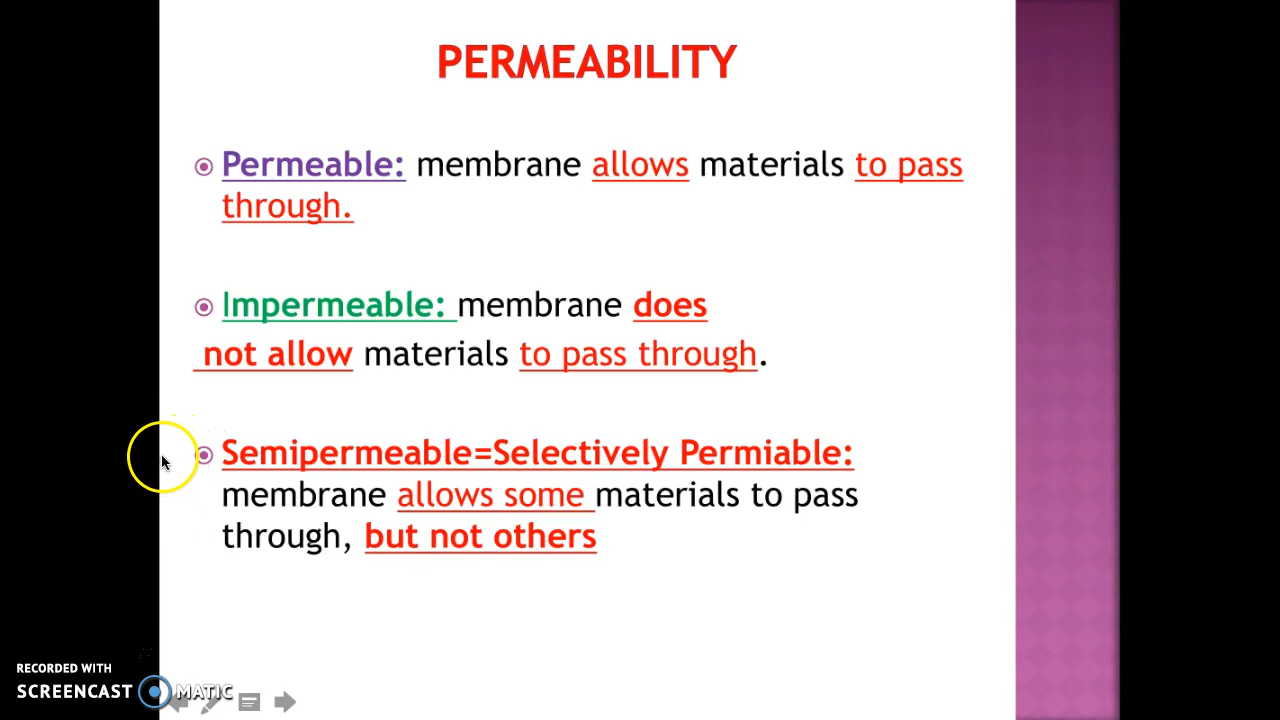 PERMEABILITY
Permeable: membrane allows materials to pass
through.
Impermeable: membrane does
not allow materials to pass through.
Semipermeable=Selectively Permiable:
membrane allows some materials to pass
through, but not others
RECORDED WITH
SCREENCAST MATIC